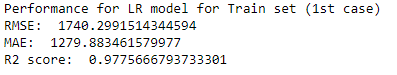 Performance for LR model for Train set (1st case)
RMSE:  1740.2991514344594
MAE:  1279.883461579977
R2 score:  0.9775666793733301